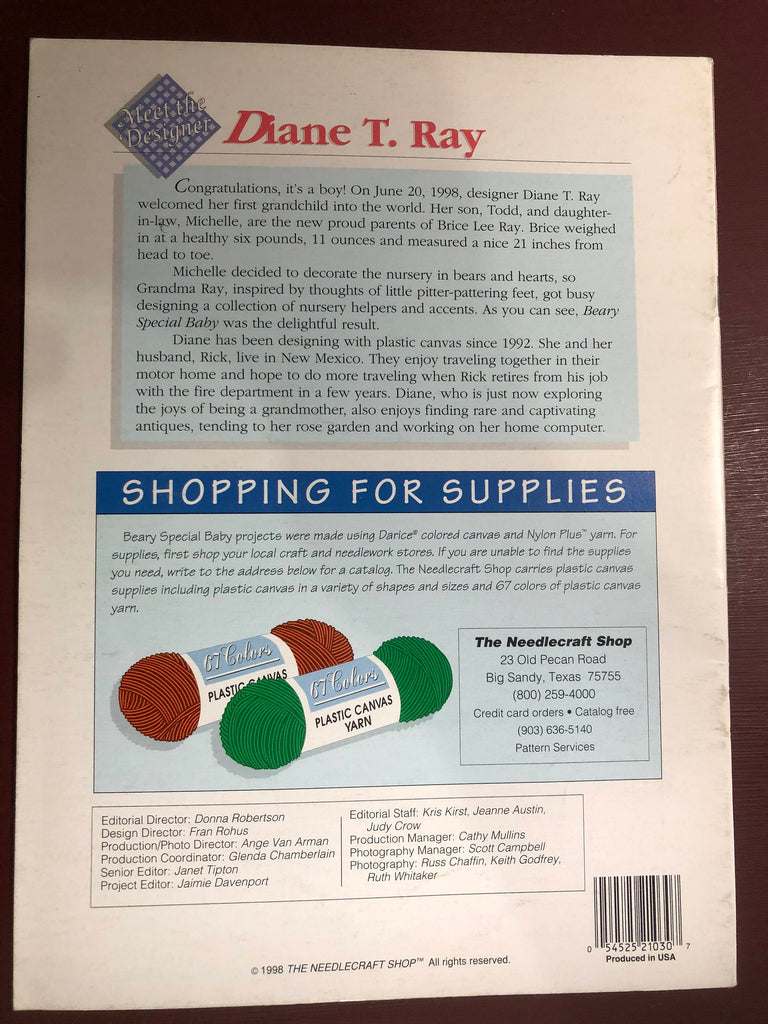 Meet the
Designer
Diane T. Ray
Congratulations, it's a boy! On June 20, 1998, designer Diane T. Ray
welcomed her first grandchild into the world. Her son, Todd, and daughter-
in-law, Michelle, are the new proud parents of Brice Lee Ray. Brice weighed
in at a healthy six pounds, 11 ounces and measured a nice 21 inches from
head to toe.
Michelle decided to decorate the nursery in bears and hearts, so
Grandma Ray, inspired by thoughts of little pitter-pattering feet, got busy
designing a collection of nursery helpers and accents. As you can see, Beary
Special Baby was the delightful result.
Diane has been designing with plastic canvas since 1992. She and her
husband, Rick, live in New Mexico. They enjoy traveling together in their
motor home and hope to do more traveling when Rick retires from his job
with the fire department in a few years. Diane, who is just now exploring
the joys of being a grandmother, also enjoys finding rare and captivating
antiques, tending to her rose garden and working on her home computer.
SHOPPING FOR SUPPLIES
Beary Special Baby projects were made using Darice® colored canvas and Nylon Plus™ yarn. For
supplies, first shop your local craft and needlework stores. If you are unable to find the supplies
you need, write to the address below for a catalog. The Needlecraft Shop carries plastic canvas
supplies including plastic canvas in a variety of shapes and sizes and 67 colors of plastic canvas
yarn.
67 Colors
PLASTIC CANVAS
67 Colors
PLASTIC CANVAS
YARN
The Needlecraft Shop
23 Old Pecan Road
Big Sandy, Texas 75755
(800) 259-4000
Credit card orders • Catalog free
(903) 636-5140
Pattern Services
Editorial Director: Donna Robertson
Design Director: Fran Rohus
Production/Photo Director: Ange Van Arman
Production Coordinator: Glenda Chamberlain
Senior Editor: Janet Tipton
Project Editor: Jaimie Davenport
Editorial Staff: Kris Kirst, Jeanne Austin,
Judy Crow
Production Manager: Cathy Mullins
Photography Manager: Scott Campbell
Photography: Russ Chaffin, Keith Godfrey,
Ruth Whitaker
0 54525 21030 7
Produced in USA
© 1998 THE NEEDLECRAFT SHOP™ All rights reserved.